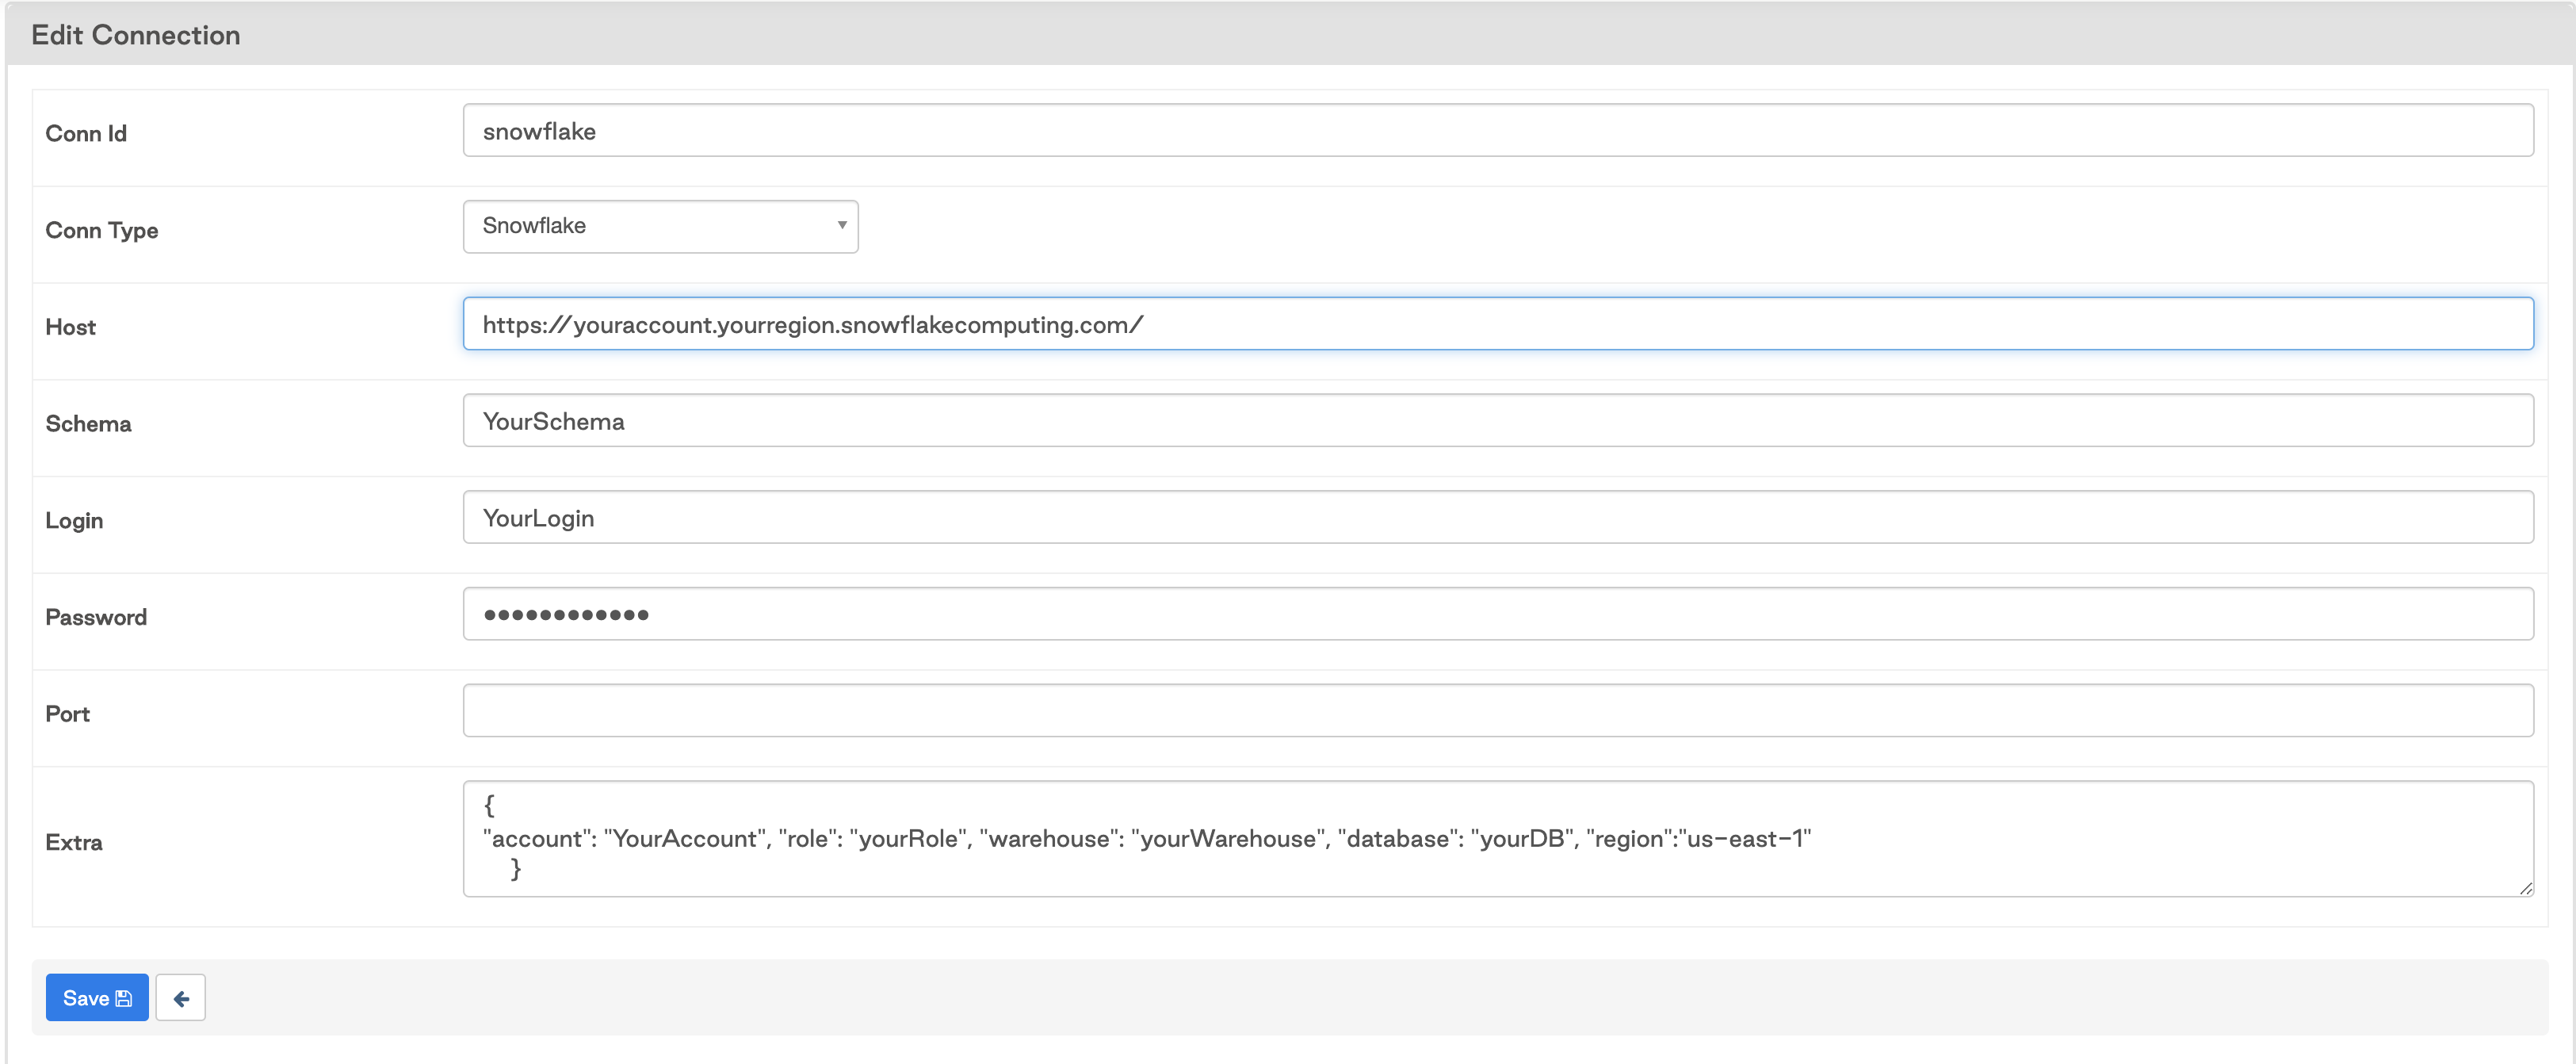 Edit Connection
Conn Id
snowflake
Conn Type
Snowflake
Host
https://youraccount.yourregion.snowflakecomputing.com/
Schema
YourSchema
Login
YourLogin
Password
••••••••••••
Port
Extra
{
"account": "YourAccount", "role": "yourRole", "warehouse": "yourWarehouse", "database": "yourDB", "region":"us-east-1"
}
Save